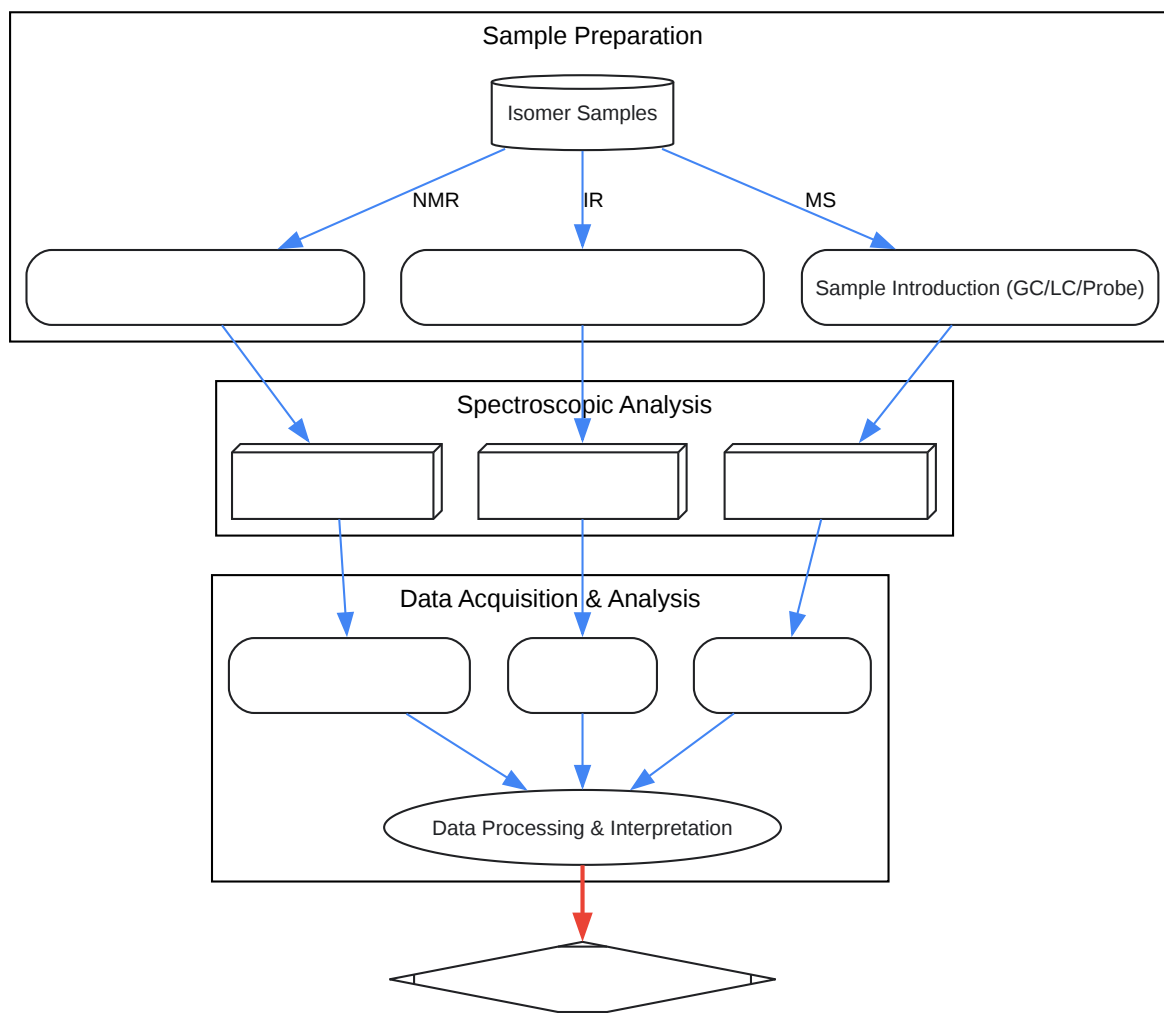 Sample Preparation
Isomer Samples
NMR
IR
MS
Sample Introduction (GC/LC/Probe)
Spectroscopic Analysis
Data Acquisition & Analysis
Data Processing & Interpretation